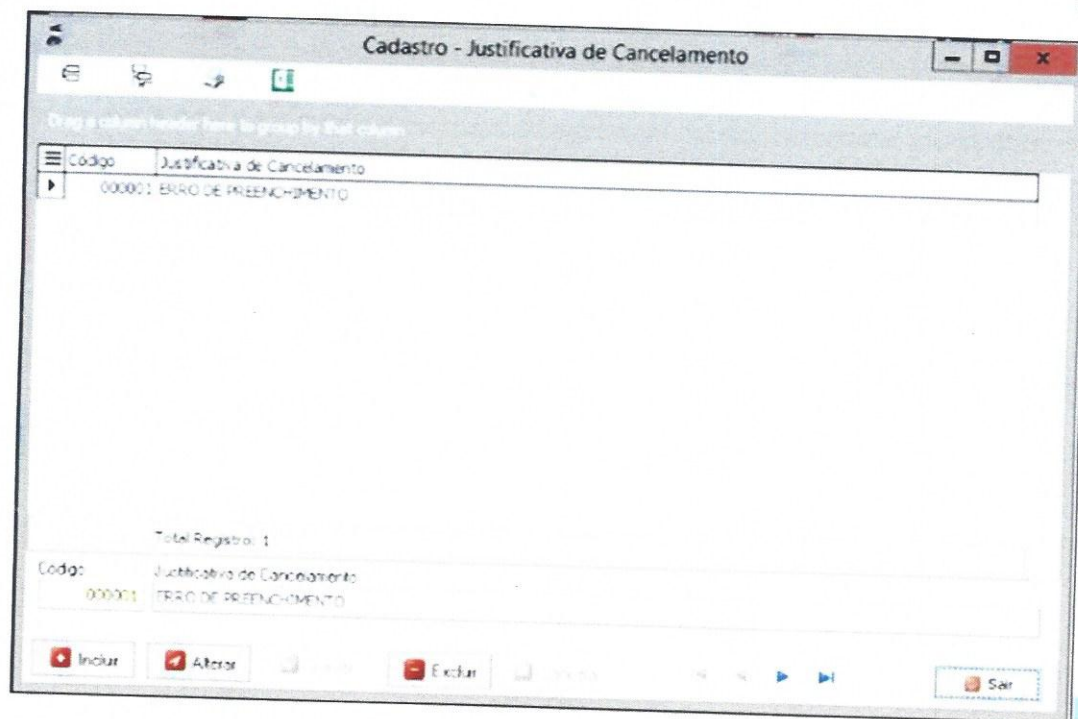 Cadastro - Justificativa de Cancelamento
Drag a column header here to group by that column
Código Justificativa de Cancelamento
000001 ERRO DE PREENCHIMENTO
Total Registro: 1
Código Justificativa de Cancelamento
000001 ERRO DE PREENCHIMENTO
Incluir Alterar Excluir Sair